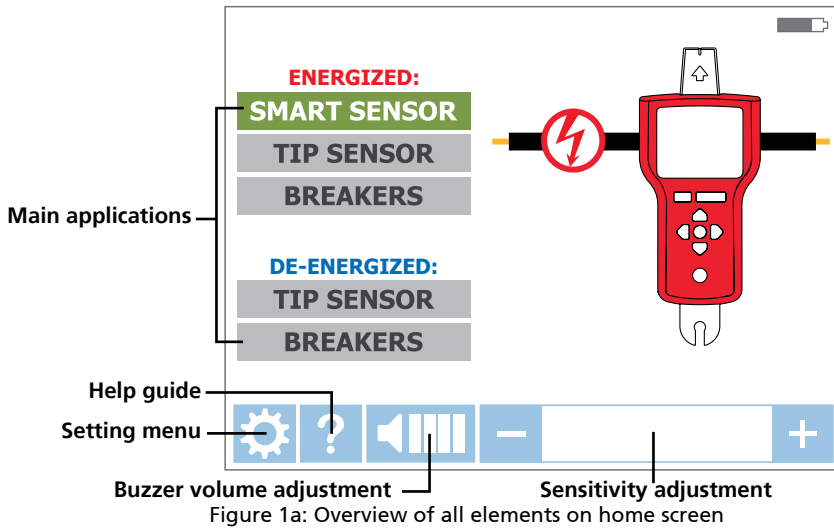 ENERGIZED:
SMART SENSOR
TIP SENSOR
BREAKERS
Main applications
DE-ENERGIZED:
TIP SENSOR
BREAKERS
Help guide
Setting menu
?
−
+
Buzzer volume adjustment
Sensitivity adjustment
Figure 1a: Overview of all elements on home screen